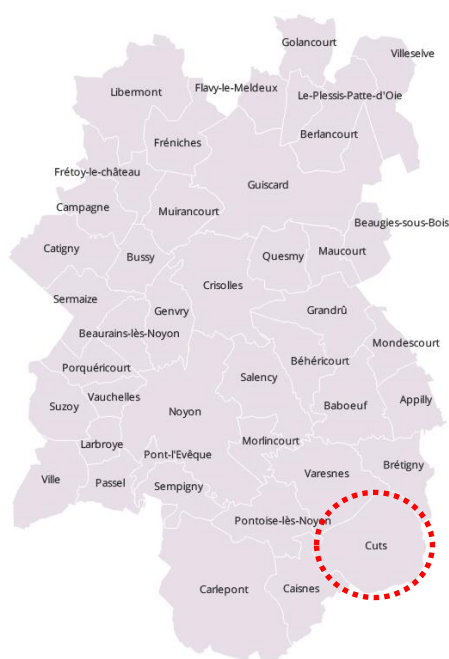 Golancourt
Villeselve
Flavy-le-Meldeux
Libermont
Le-Plessis-Patte-d'Oie
Berlancourt
Fréniches
Frétoy-le-château
Guiscard
Campagne
Muirancourt
Beaugies-sous-Bois
Catigny
Bussy
Quesmy
Maucourt
Crisolles
Sermaize
Genvry
Grandrû
Beaurains-lès-Noyon
Mondescourt
Porquéricourt
Béhéricourt
Salency
Vauchelles
Suzoy
Noyon
Baboeuf
Appilly
Larbroye
Morlincourt
Pont-l'Evêque
Brétigny
Ville
Passel
Sempigny
Varesnes
Pontoise-lès-Noyon
Cuts
Carlepont
Caisnes